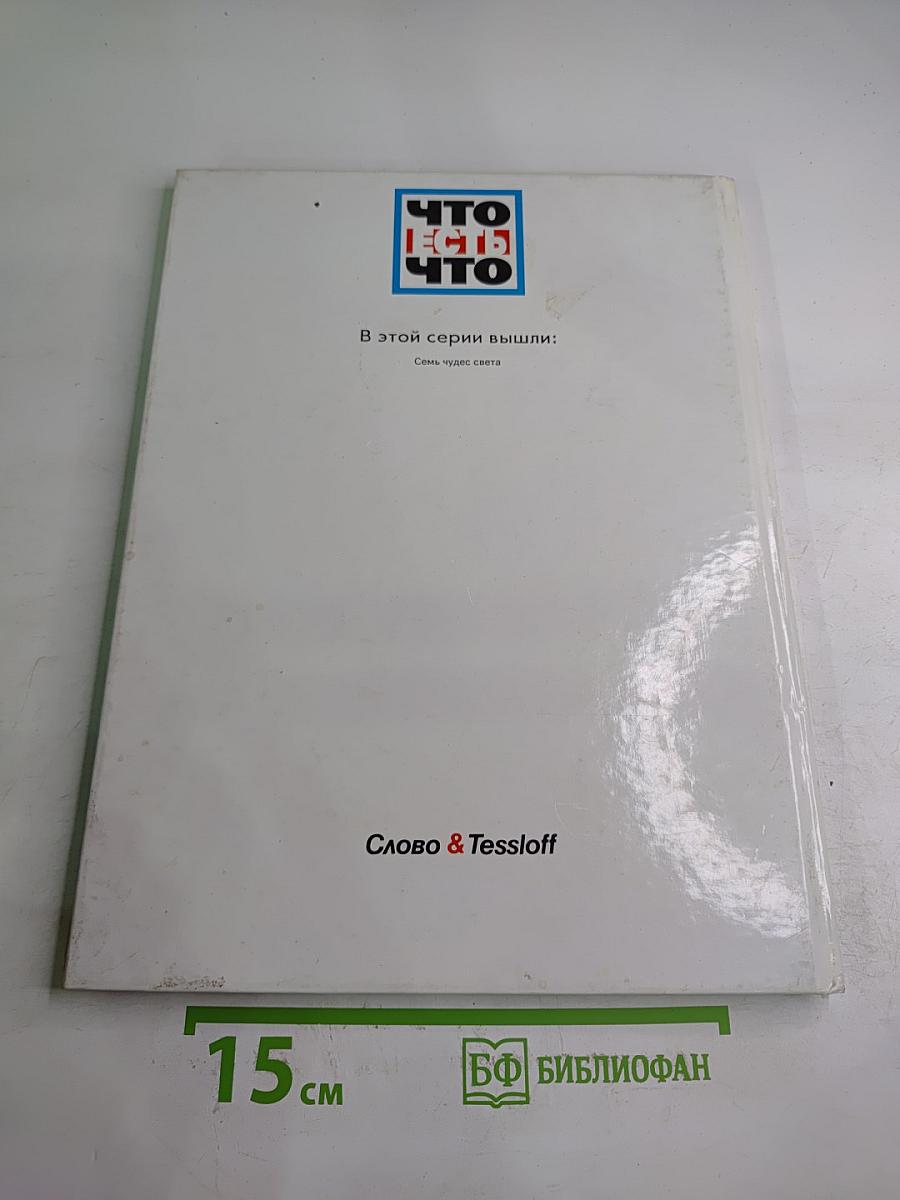 ЧТО
ЕСТЬ
ЧТО
В этой серии вышли:
Семь чудес света
Слово & Tessloff
15 см
БФ БИБЛИОФАН